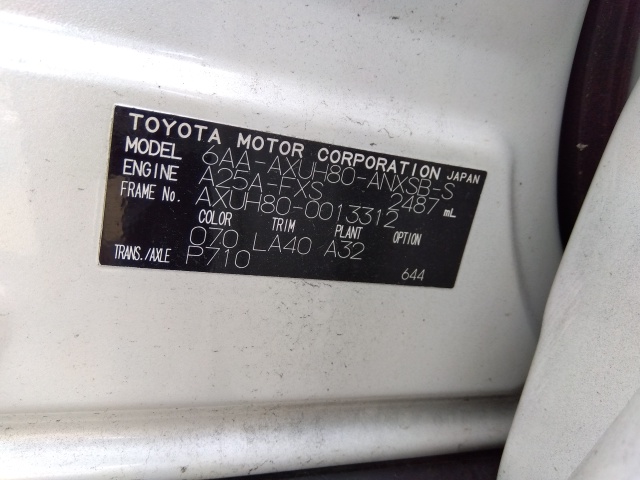 TOYOTA MOTOR CORPORATION JAPAN
MODEL 6AA-AXUH80-ANXSB-S
ENGINE A25A-FXS 2487 mL
FRAME No. AXUH80-0013312
COLOR TRIM PLANT
070 LA40 A32
TRANS./AXLE P710
644